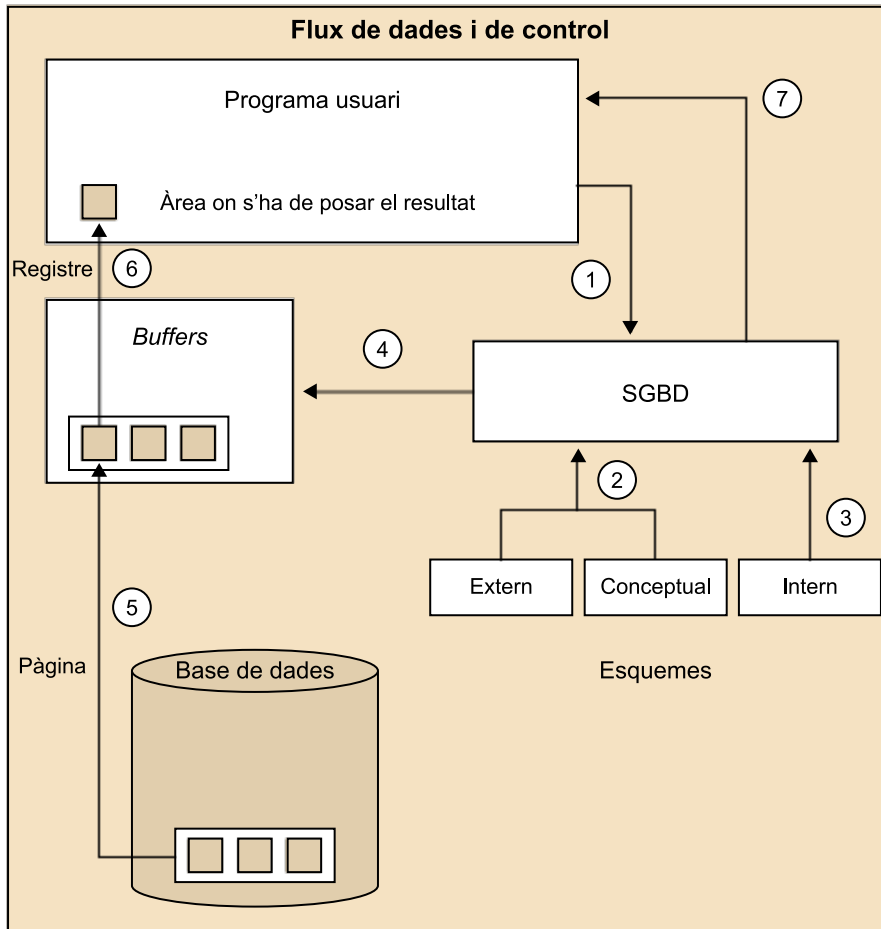 Flux de dades i de control
Programa usuari
7
Àrea on s'ha de posar el resultat
Registre
6
1
Buffers
4
SGBD
2
3
Extern
Conceptual
Intern
5
Pàgina
Base de dades
Esquemes